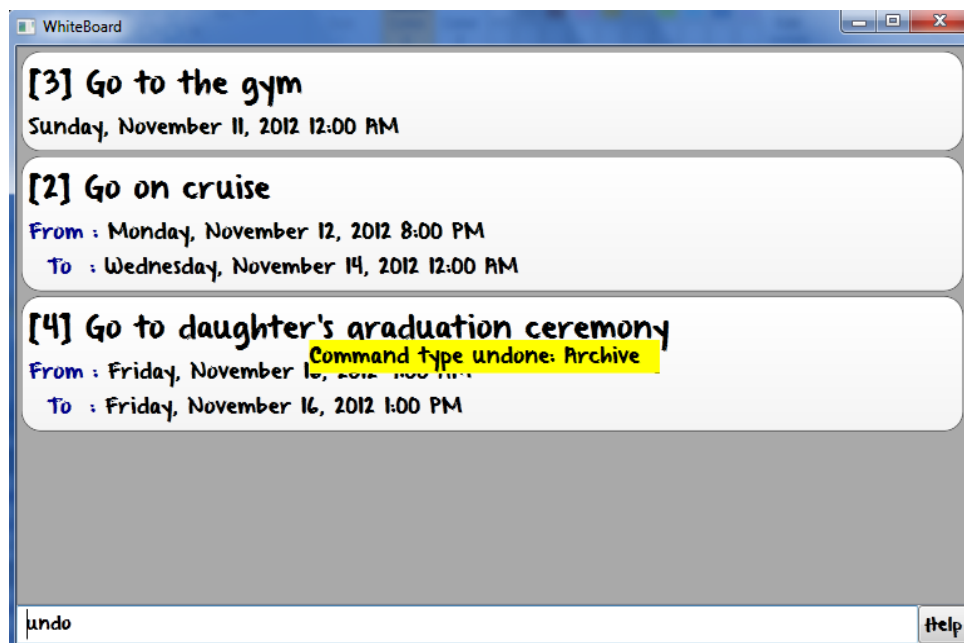 WhiteBoard
[3] Go to the gym
Sunday, November 11, 2012 12:00 AM
[2] Go on cruise
From : Monday, November 12, 2012 8:00 PM
To : Wednesday, November 14, 2012 12:00 AM
[4] Go to daughter's graduation ceremony
Command type undone: Archive
From : Friday, November
To : Friday, November 16, 2012 1:00 PM
undo
Help